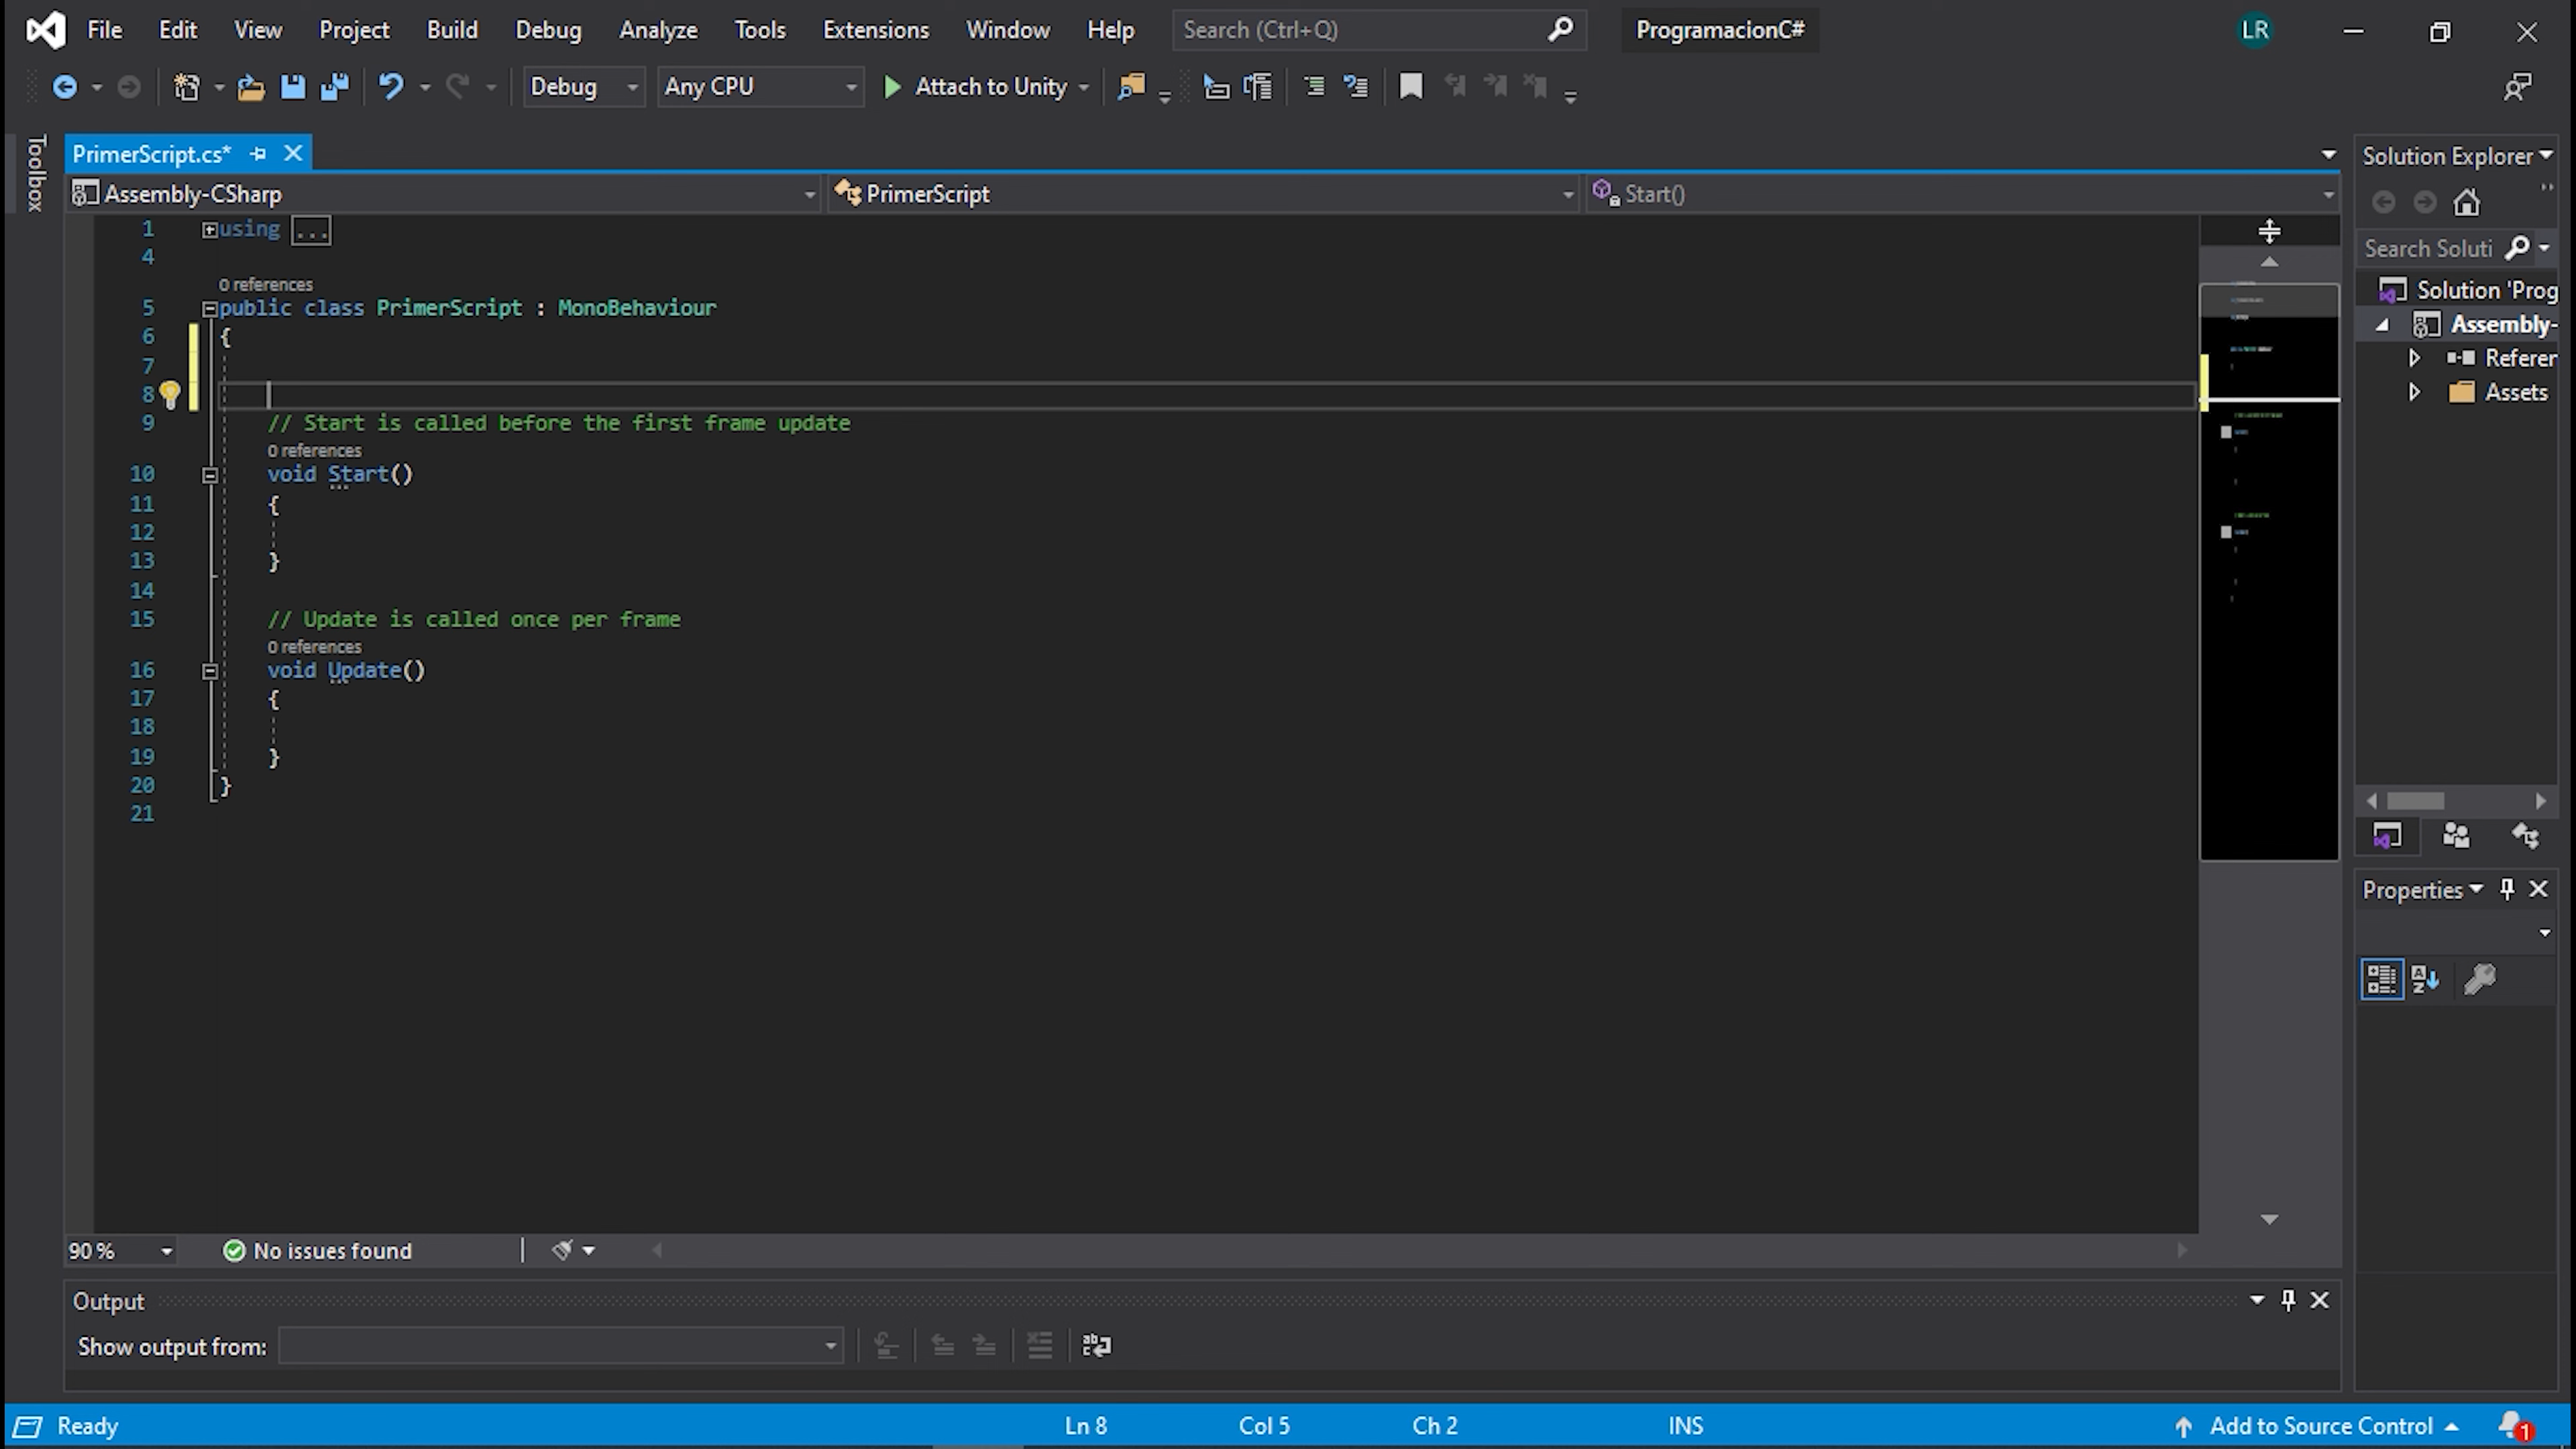 File Edit View Project Build Debug Analyze Tools Extensions Window Help Search (Ctrl+Q) ProgramacionC# LR
Debug Any CPU Attach to Unity
Toolbox
PrimerScript.cs*
Assembly-CSharp PrimerScript Start()
1 using ...
4
0 references
5 public class PrimerScript : MonoBehaviour
6 {
7
8
9 // Start is called before the first frame update
0 references
10 void Start()
11 {
12
13 }
14
15 // Update is called once per frame
0 references
16 void Update()
17 {
18
19 }
20 }
21
90 % No issues found
Output
Show output from:
Solution Explorer
Search Soluti
Solution 'Prog
Assembly-
Referer
Assets
Properties
Ready Ln 8 Col 5 Ch 2 INS Add to Source Control 1